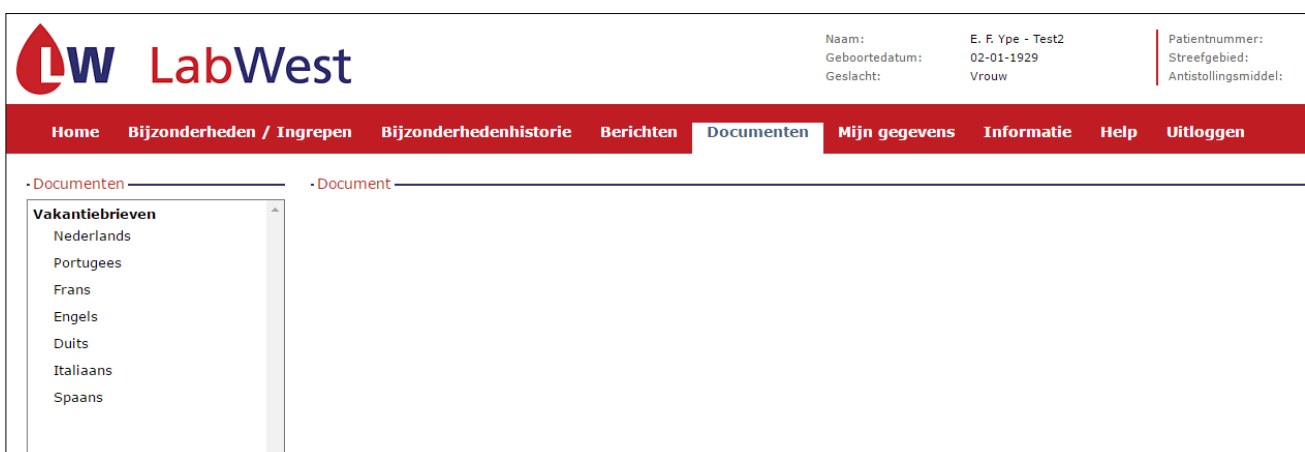 LW LabWest
Naam: E. F. Ype - Test2
Geboortedatum: 02-01-1929
Geslacht: Vrouw
Patientnummer:
Streefgebied:
Antistollingsmiddel:
Home Bijzonderheden / Ingrepen Bijzonderhedenhistorie Berichten Documenten Mijn gegevens Informatie Help Uitloggen
Documenten
Vakantiebrieven
Nederlands
Portugees
Frans
Engels
Duits
Italiaans
Spaans
Document